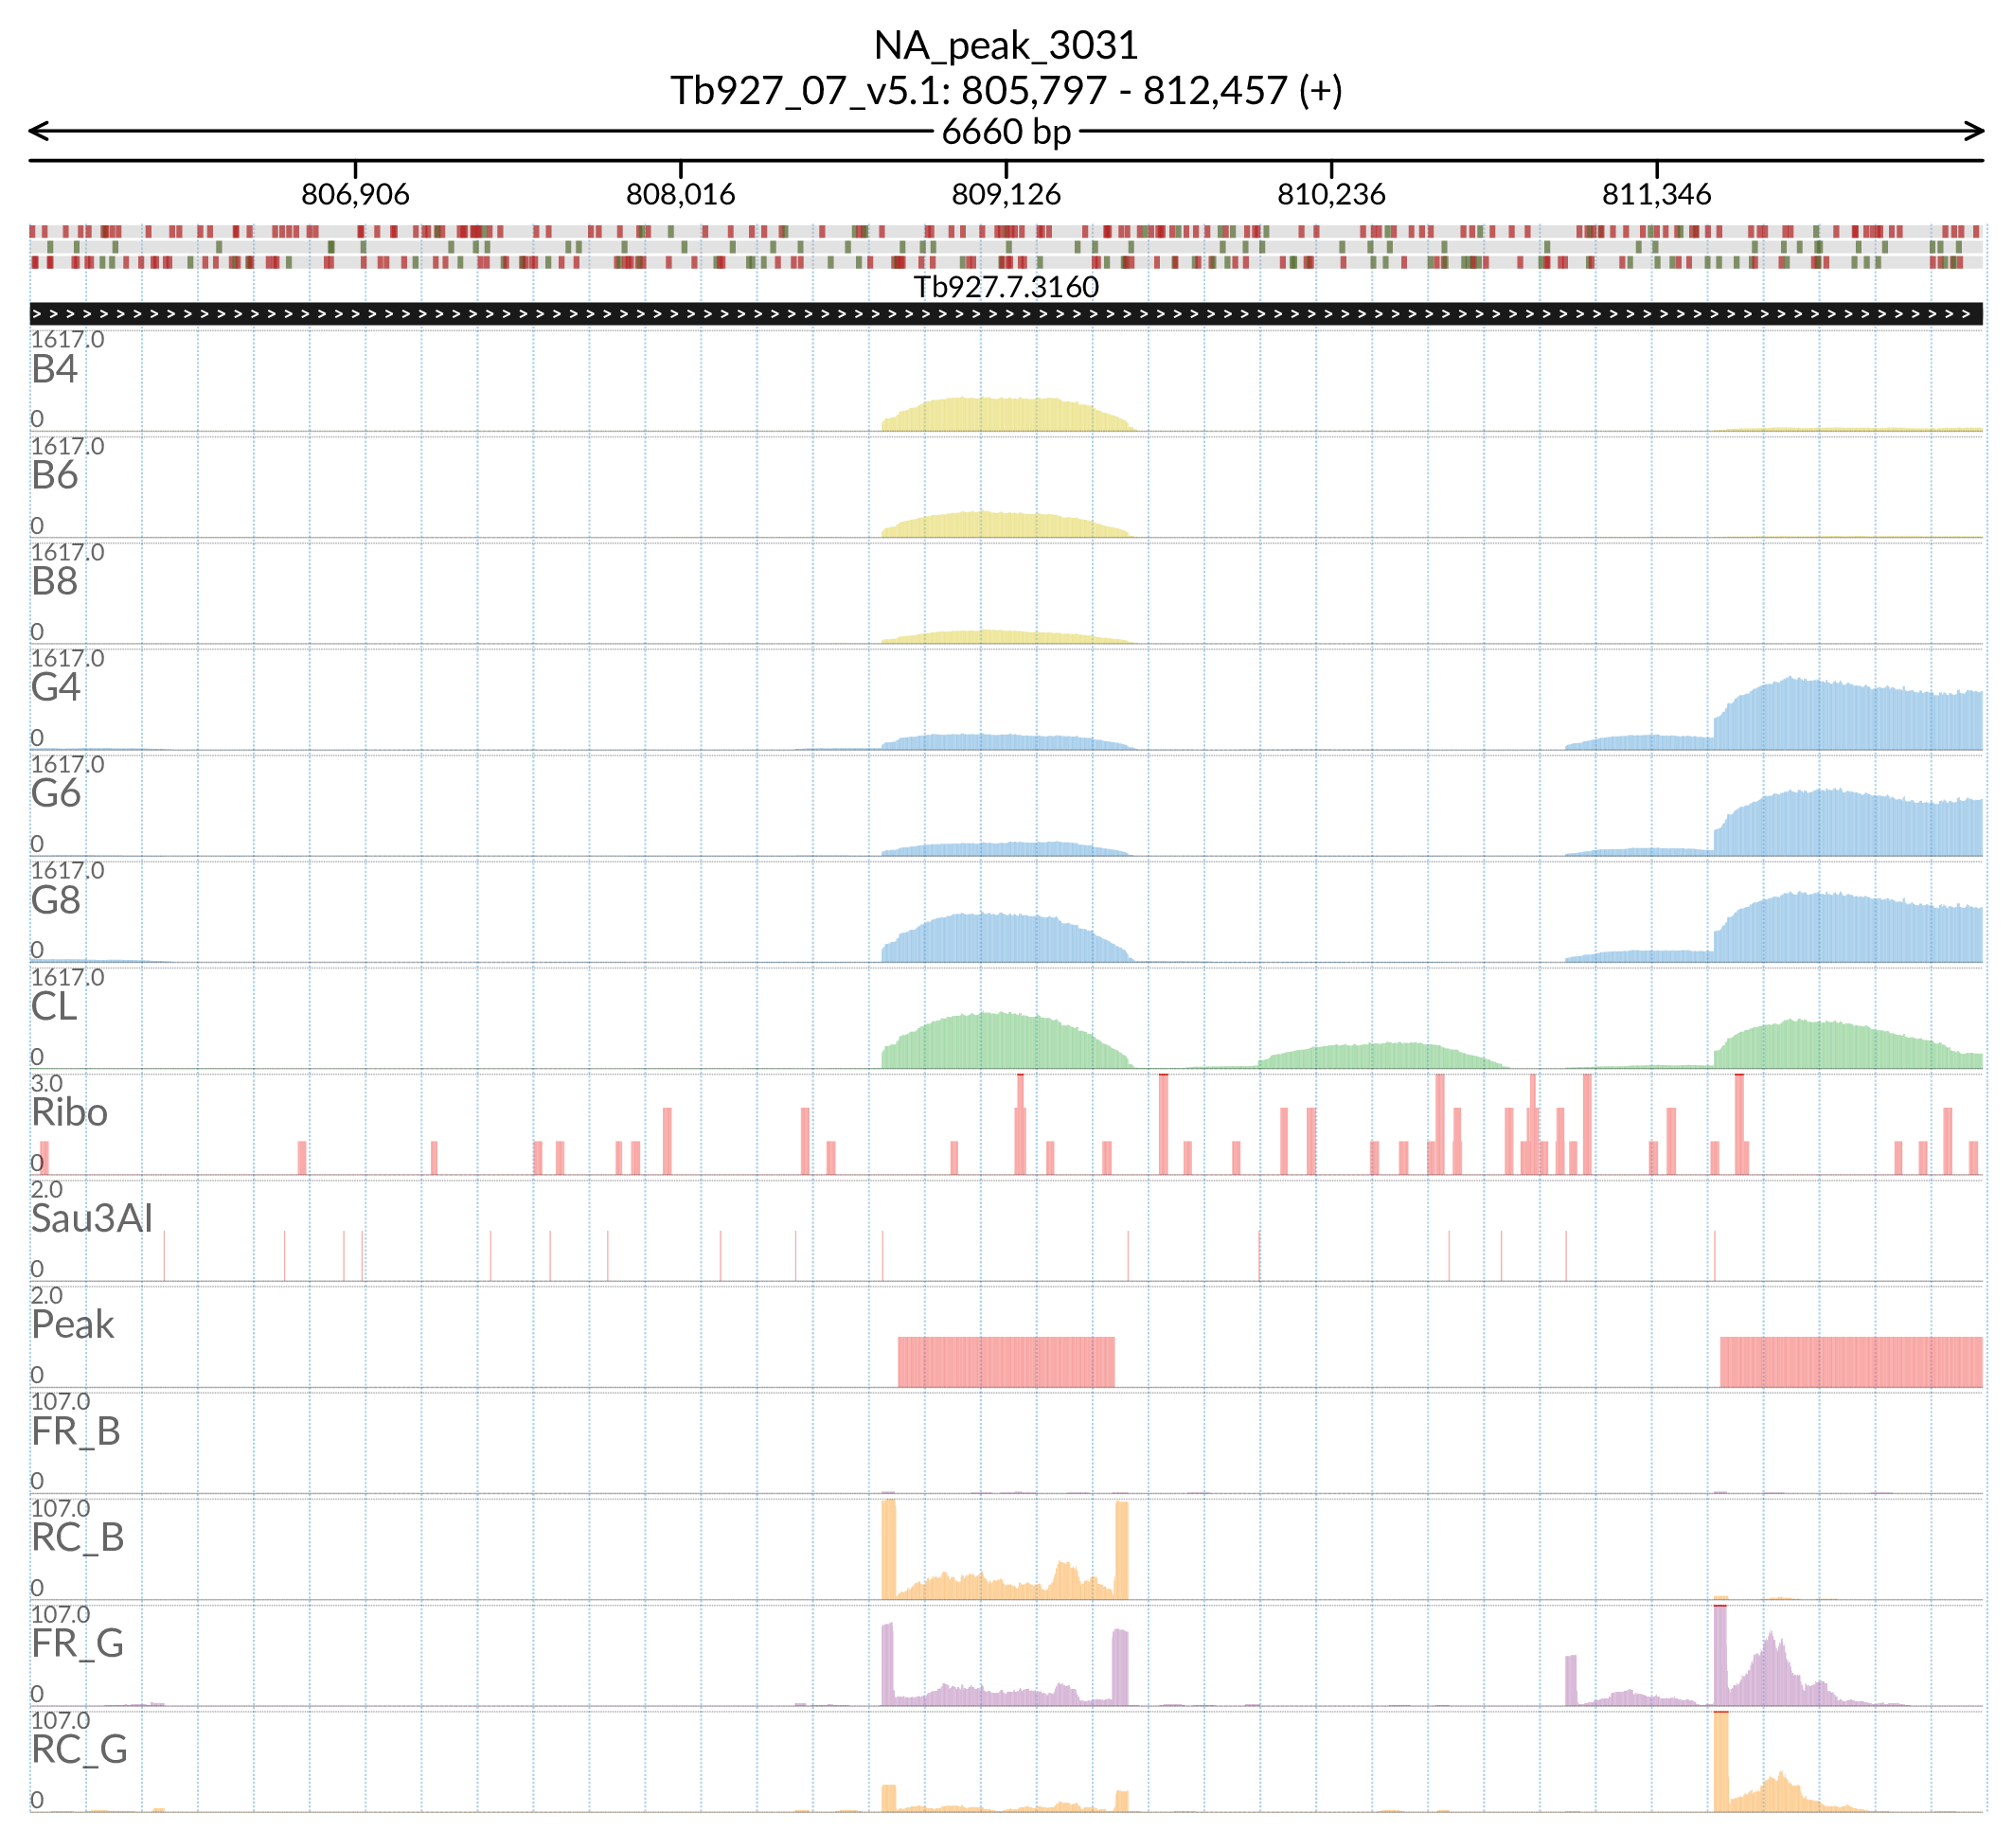 NA_peak_3031
Tb927_07_v5.1: 805,797 - 812,457 (+)
6660 bp
806,906 808,016 809,126 810,236 811,346
Tb927.7.3160
1617.0
B4
0
1617.0
B6
0
1617.0
B8
0
1617.0
G4
0
1617.0
G6
0
1617.0
G8
0
1617.0
CL
0
3.0
Ribo
0
2.0
Sau3AI
0
2.0
Peak
0
107.0
FR_B
0
107.0
RC_B
0
107.0
FR_G
0
107.0
RC_G
0